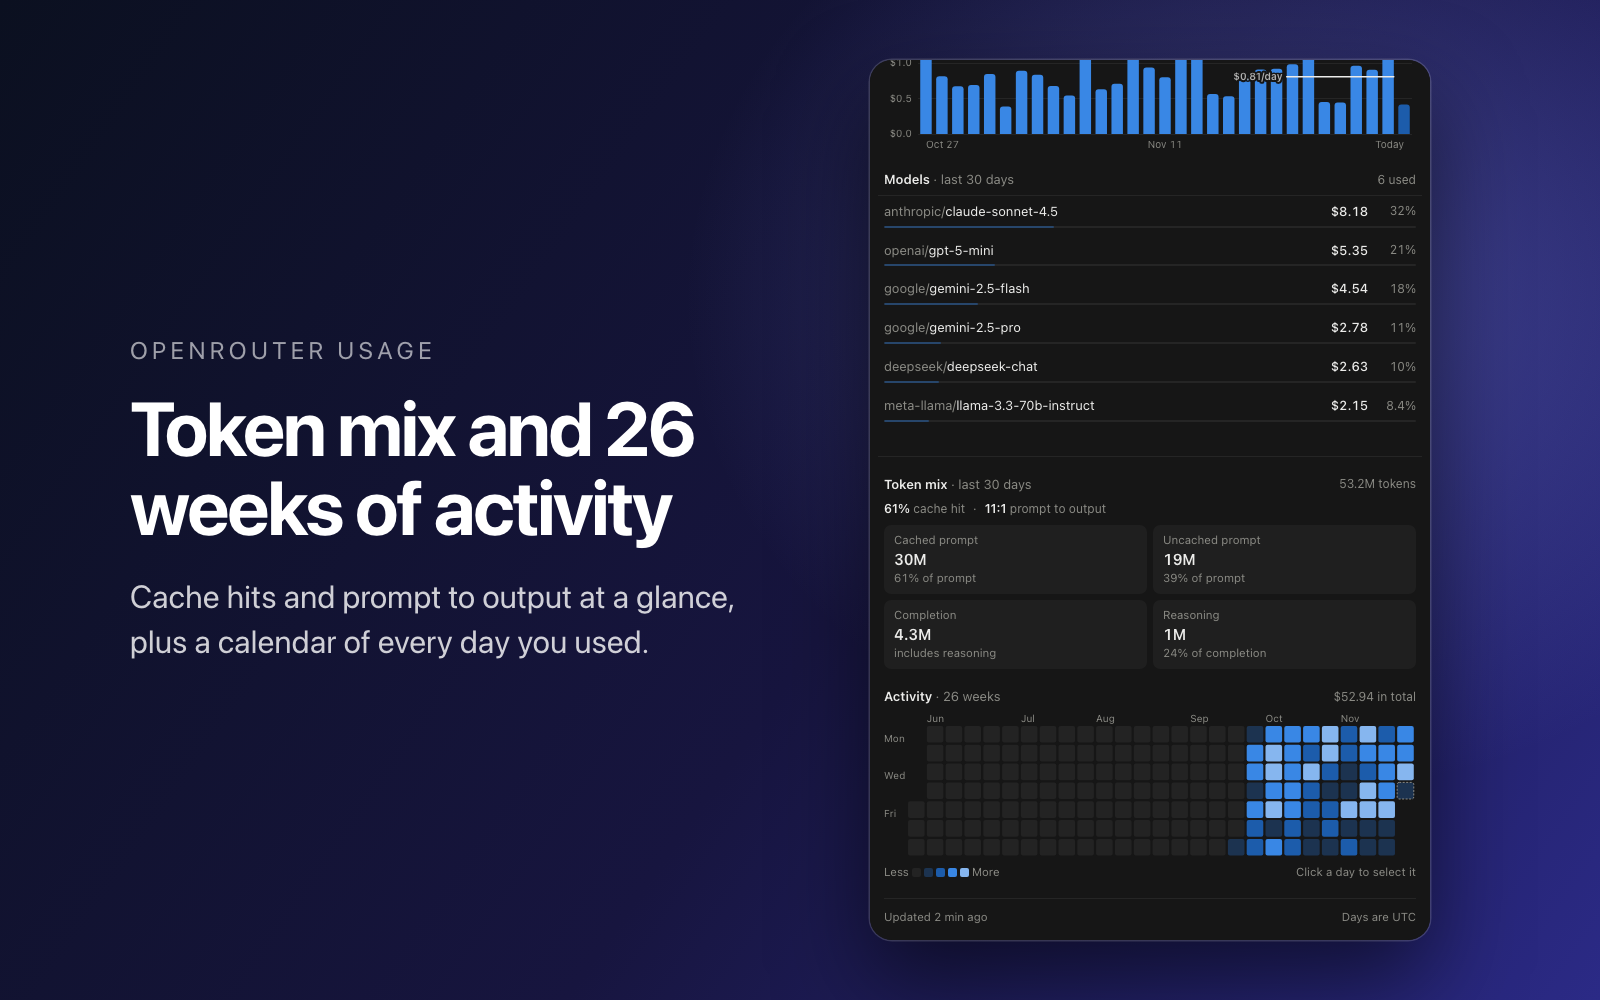 OPENROUTER USAGE
Token mix and 26
weeks of activity
Cache hits and prompt to output at a glance,
plus a calendar of every day you used.
$1.0
$0.81/day
$0.5
$0.0
Oct 27 Nov 11 Today
Models · last 30 days 6 used
anthropic/claude-sonnet-4.5 $8.18 32%
openai/gpt-5-mini $5.35 21%
google/gemini-2.5-flash $4.54 18%
google/gemini-2.5-pro $2.78 11%
deepseek/deepseek-chat $2.63 10%
meta-llama/llama-3.3-70b-instruct $2.15 8.4%
Token mix · last 30 days 53.2M tokens
61% cache hit · 11:1 prompt to output
Cached prompt
30M
61% of prompt
Uncached prompt
19M
39% of prompt
Completion
4.3M
includes reasoning
Reasoning
1M
24% of completion
Activity · 26 weeks $52.94 in total
Jun Jul Aug Sep Oct Nov
Mon
Wed
Fri
Less More Click a day to select it
Updated 2 min ago Days are UTC